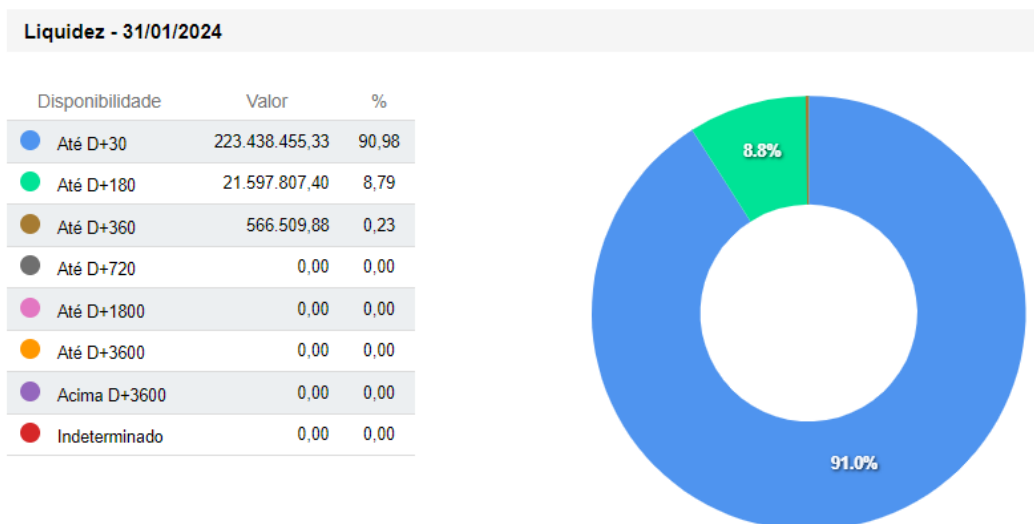 Liquidez - 31/01/2024
Disponibilidade Valor %
Até D+30 223.438.455,33 90,98
Até D+180 21.597.807,40 8,79
Até D+360 566.509,88 0,23
Até D+720 0,00 0,00
Até D+1800 0,00 0,00
Até D+3600 0,00 0,00
Acima D+3600 0,00 0,00
Indeterminado 0,00 0,00
8.8%
91.0%